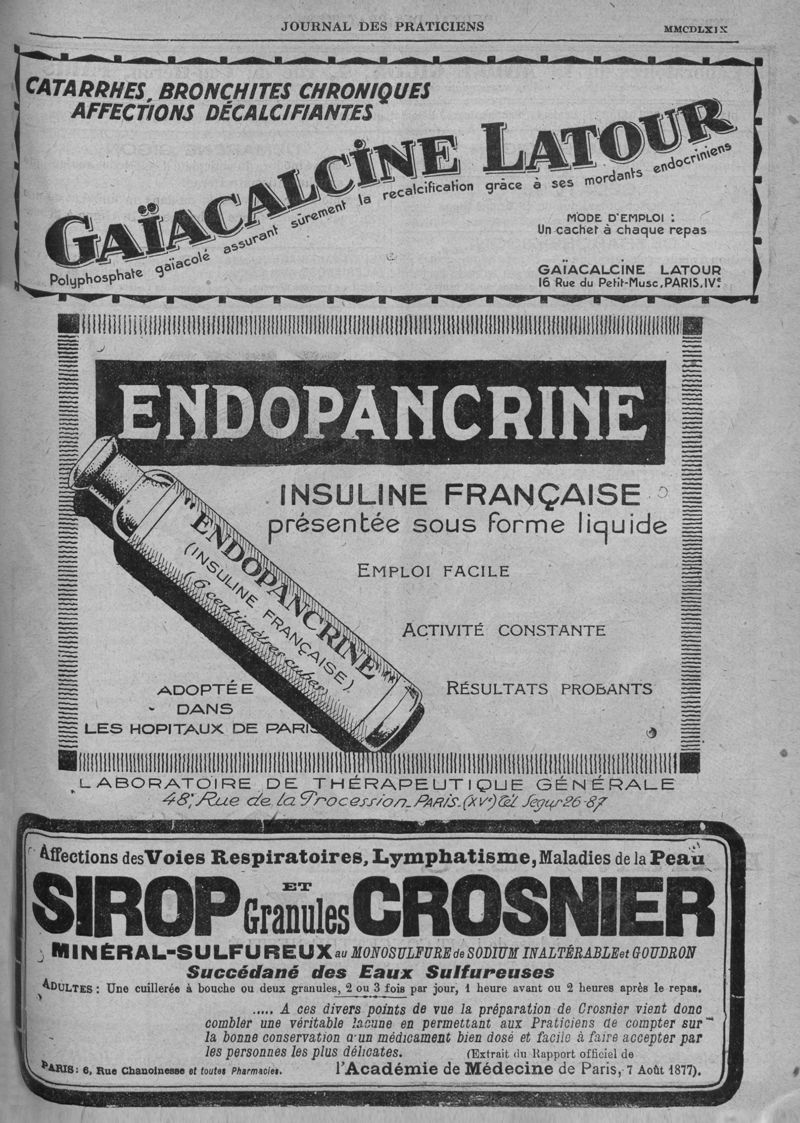 JOURNAL DES PRATICIENS
MMCDLXIX
CATARRHES, BRONCHITES CHRONIQUES
AFFECTIONS DÉCALCIFIANTES
GAÏACALCINE LATOUR
Polyphosphate gaïacolé assurant sûrement la recalcification grâce à ses mordants endocriniens
MODE D'EMPLOI :
Un cachet à chaque repas
GAÏACALCINE LATOUR
16 Rue du Petit-Musc, PARIS. IVe
ENDOPANCRINE
INSULINE FRANÇAISE
présentée sous forme liquide
"ENDOPANCRINE"
(INSULINE FRANÇAISE)
(6 centimètres cubes)
EMPLOI FACILE
ACTIVITÉ CONSTANTE
RÉSULTATS PROBANTS
ADOPTÉE
DANS
LES HOPITAUX DE PARIS
LABORATOIRE DE THÉRAPEUTIQUE GÉNÉRALE
48, Rue de la Procession_PARIS.(XVe) Tél. Ségur 26-87
Affections des Voies Respiratoires, Lymphatisme, Maladies de la Peau
SIROP ET Granules CROSNIER
MINÉRAL-SULFUREUX au MONOSULFURE de SODIUM INALTÉRABLE et GOUDRON
Succédané des Eaux Sulfureuses
ADULTES : Une cuillerée à bouche ou deux granules, 2 ou 3 fois par jour, 1 heure avant ou 2 heures après le repas.
..... A ces divers points de vue la préparation de Crosnier vient donc
combler une véritable lacune en permettant aux Praticiens de compter sur
la bonne conservation d'un médicament bien dosé et facile à faire accepter par
les personnes les plus délicates. (Extrait du Rapport officiel de
PARIS : 6, Rue Chanoinesse et toutes Pharmacies. l'Académie de Médecine de Paris, 7 Août 1877).